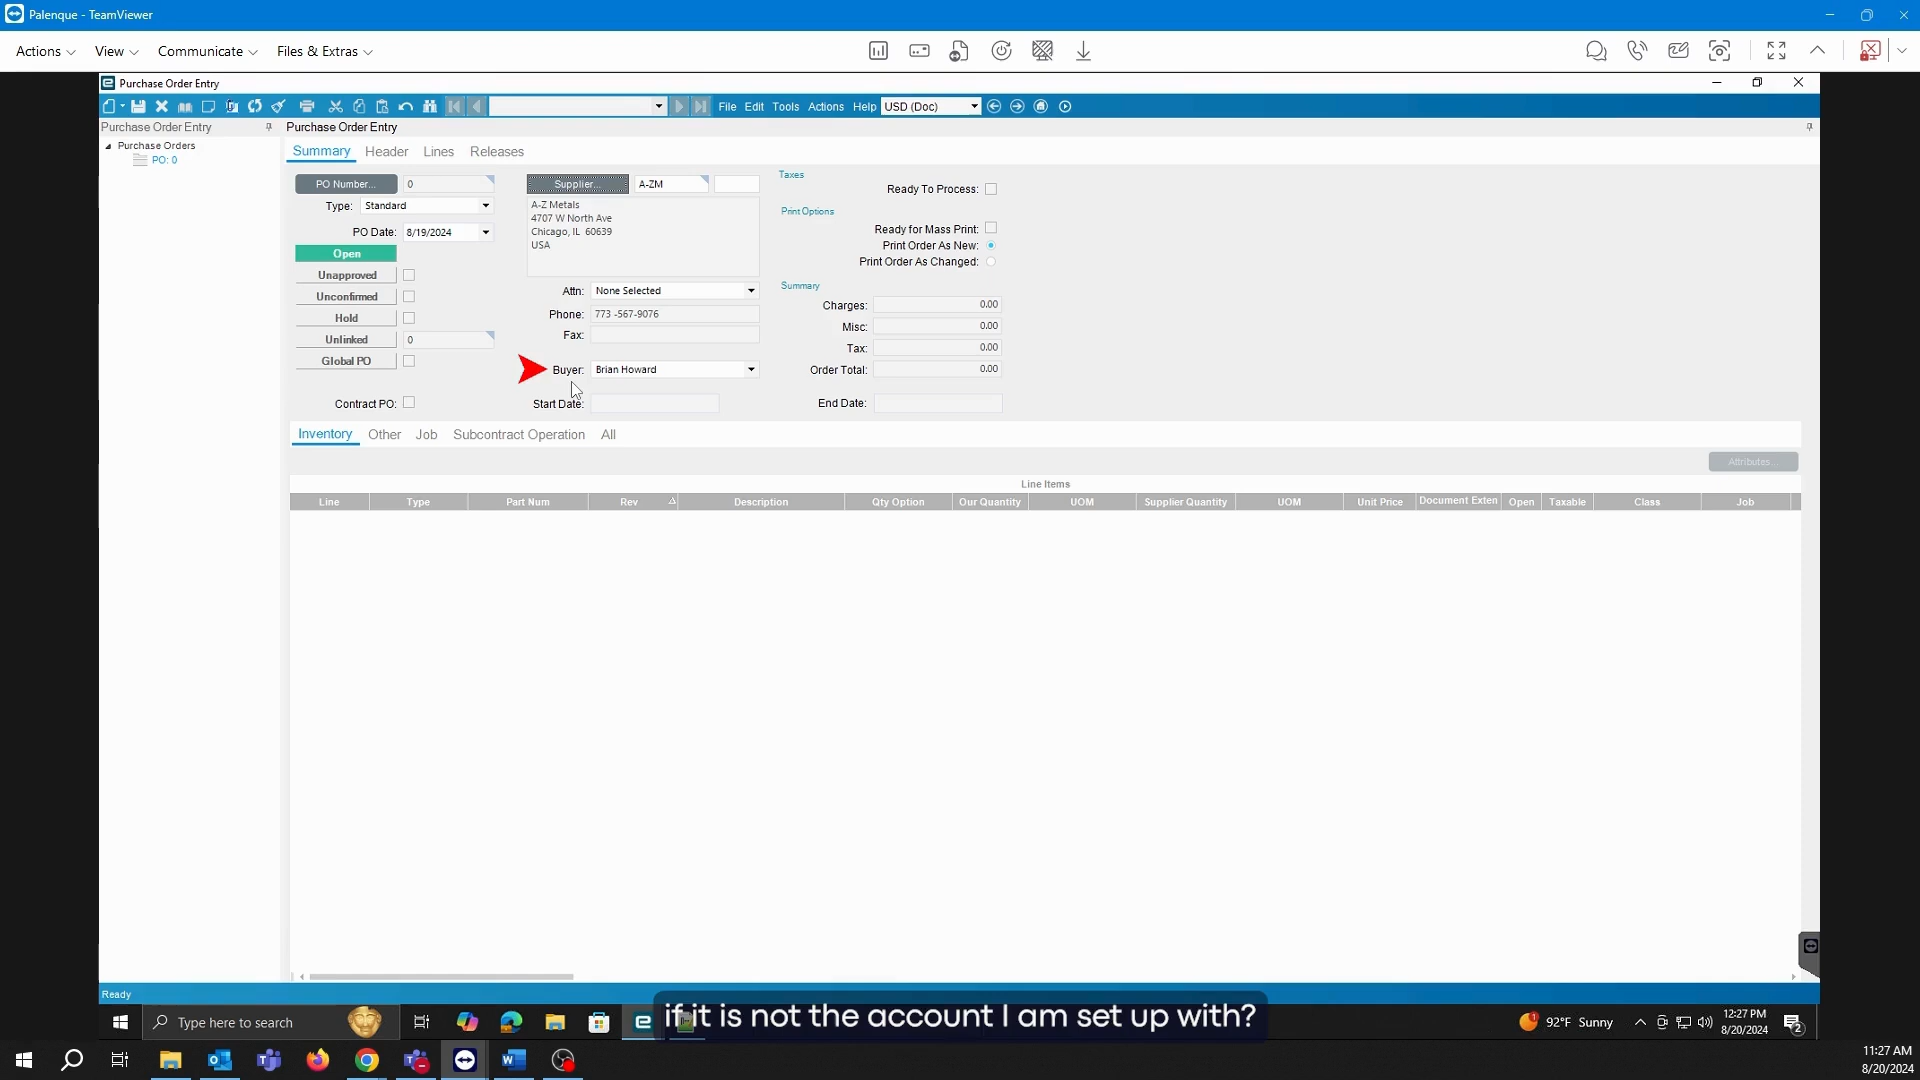 Palenque - TeamViewer
Actions View Communicate Files & Extras
Purchase Order Entry
File Edit Tools Actions Help USD (Doc)
Purchase Order Entry
Purchase Orders
PO: 0
Purchase Order Entry
Summary Header Lines Releases
PO Number... 0
Type: Standard
PO Date: 8/19/2024
Open
Unapproved
Unconfirmed
Hold
Unlinked 0
Global PO
Contract PO:
Supplier... A-ZM
A-Z Metals
4707 W North Ave
Chicago, IL 60639
USA
Attn: None Selected
Phone: 773 -567-9076
Fax:
Buyer: Brian Howard
Start Date:
Taxes
Ready To Process:
Print Options
Ready for Mass Print:
Print Order As New:
Print Order As Changed:
Summary
Charges: 0.00
Misc: 0.00
Tax: 0.00
Order Total: 0.00
End Date:
Inventory Other Job Subcontract Operation All
Attributes...
Line Items
Line Type Part Num Rev Description Qty Option Our Quantity UOM Supplier Quantity UOM Unit Price Document Exten Open Taxable Class Job
Ready
Type here to search
if it is not the account I am set up with?
92°F Sunny
12:27 PM
8/20/2024
2
11:27 AM
8/20/2024